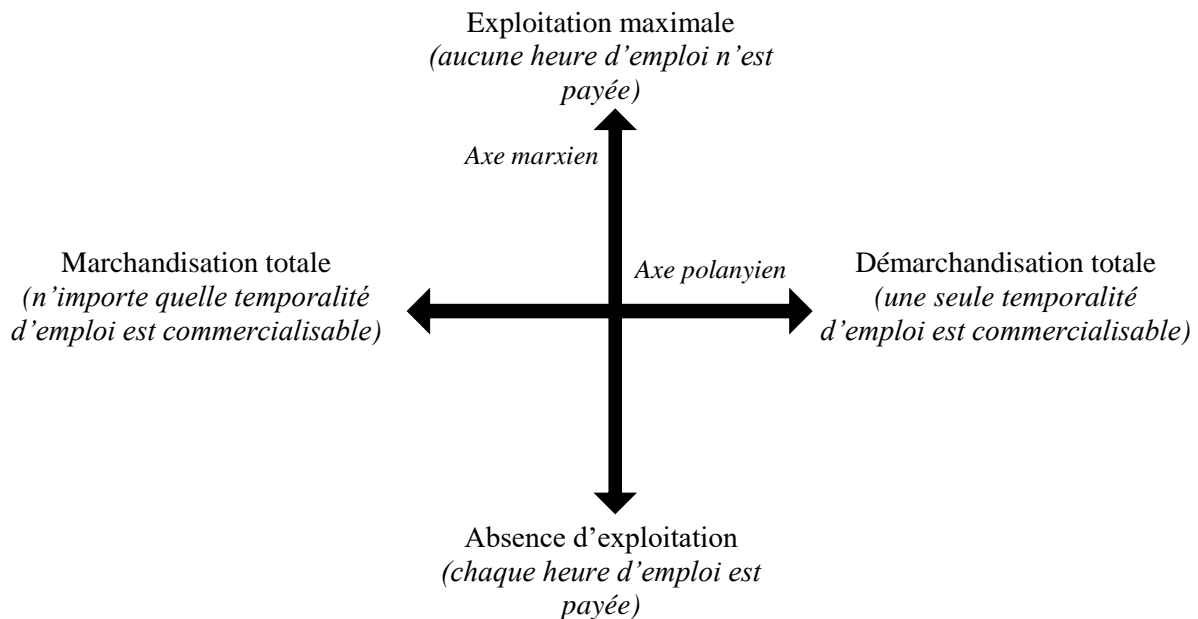 Exploitation maximale
(aucune heure d’emploi n’est
payée)
Axe marxien
Marchandisation totale
(n’importe quelle temporalité
d’emploi est commercialisable)
Axe polanyien
Démarchandisation totale
(une seule temporalité
d’emploi est commercialisable)
Absence d’exploitation
(chaque heure d’emploi est
payée)